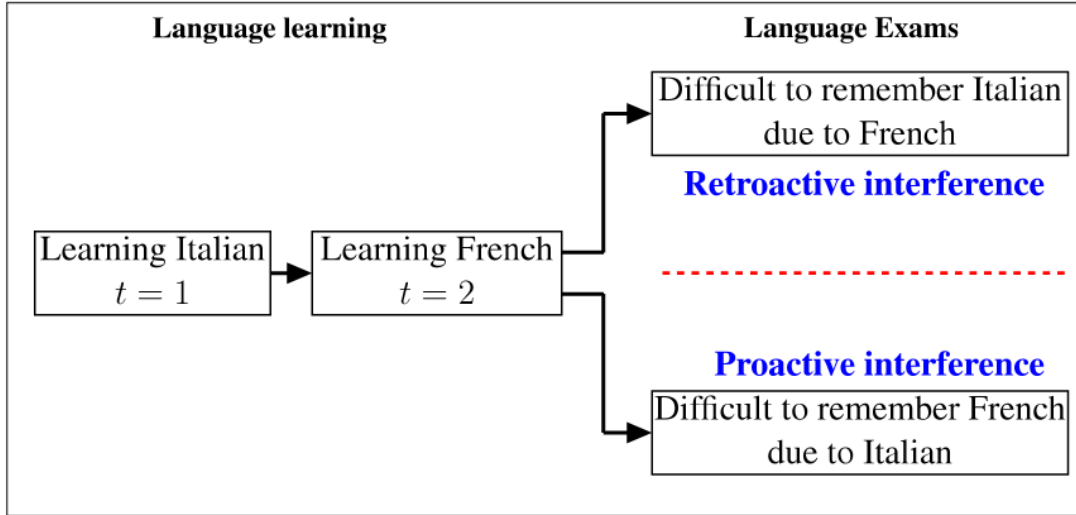 Language learning
Language Exams
Difficult to remember Italian
due to French
Retroactive interference
Learning Italian
t = 1
Learning French
t = 2
Proactive interference
Difficult to remember French
due to Italian